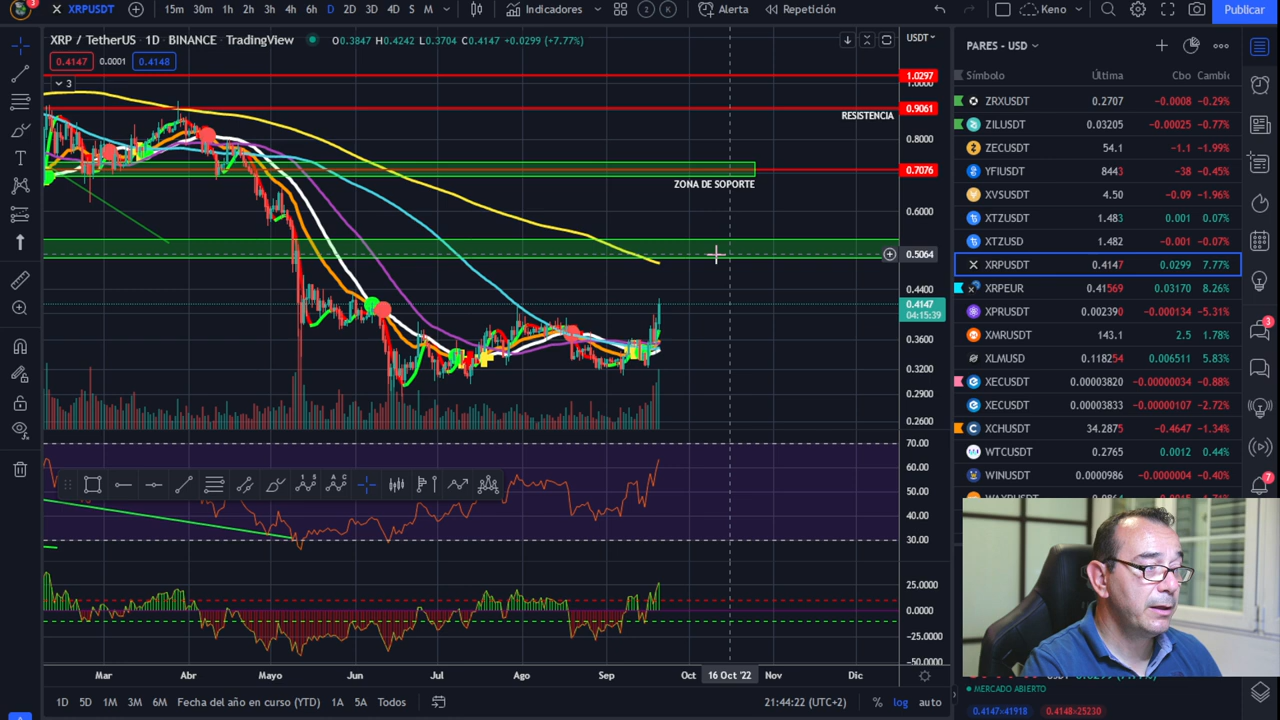 3
XRPUSDT
15m 30m 1h 2h 3h 4h 6h D 2D 3D 4D S M
Indicadores
2
Alerta
Repetición
Keno
Publicar
XRP / TetherUS · 1D · BINANCE · TradingView
O0.3847 H0.4242 L0.3704 C0.4147 +0.0299 (+7.77%)
0.4147 0.0001 0.4148
3
RESISTENCIA
ZONA DE SOPORTE
USDT
1.0297
1.0000
0.9061
0.8000
0.7076
0.6000
0.5064
0.4400
0.4147
04:15:39
0.3600
0.3200
0.2900
0.2600
70.00
60.00
50.00
40.00
30.00
25.0000
0.0000
-25.0000
-50.0000
Mar Abr Mayo Jun Jul Ago Sep Oct 16 Oct '22 Nov Dic
1D 5D 1M 3M 6M Fecha del año en curso (YTD) 1A 5A Todos
21:44:22 (UTC+2)
% log auto
PARES - USD
Símbolo Última Cbo Cambic
ZRXUSDT 0.2707 −0.0008 −0.29%
ZILUSDT 0.03205 −0.00025 −0.77%
ZECUSDT 54.1 −1.1 −1.99%
YFIUSDT 8443 −38 −0.45%
XVSUSDT 4.50 −0.09 −1.96%
XTZUSDT 1.483 0.001 0.07%
XTZUSD 1.482 −0.001 −0.07%
XRPUSDT 0.4147 0.0299 7.77%
XRPEUR 0.41569 0.03170 8.26%
XPRUSDT 0.002390 0.000134 −5.31%
XMRUSDT 143.1 2.5 1.78%
XLMUSDT 0.118254 0.006511 5.83%
XECUSDT 0.00003820 −0.00000034 −0.88%
XECUSDT 0.00003833 −0.00000107 −2.72%
XCHUSDT 34.2875 −0.4647 −1.34%
WTCUSDT 0.2765 0.0012 0.44%
WINUSDT 0.0000986 −0.0000004 −0.40%
3
7
MERCADO ABIERTO
0.4147×41918 0.4148×25230